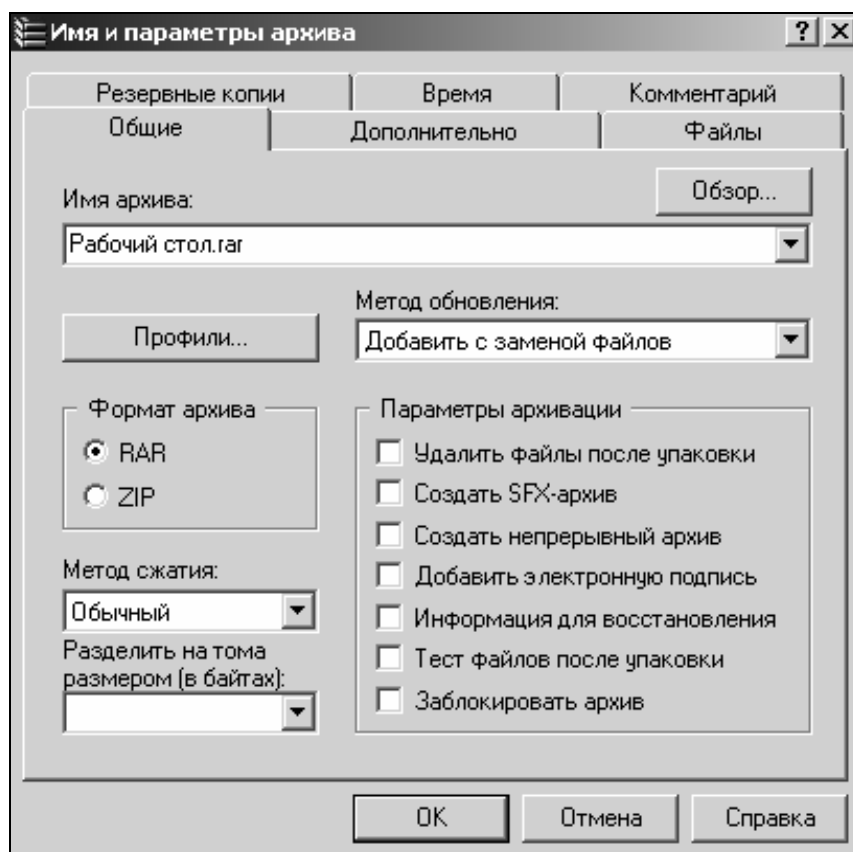 Имя и параметры архива
Резервные копии Время Комментарий
Общие Дополнительно Файлы
Имя архива: Обзор...
Рабочий стол.rar
Метод обновления:
Профили... Добавить с заменой файлов
Формат архива
RAR
ZIP
Параметры архивации
Удалить файлы после упаковки
Создать SFX-архив
Создать непрерывный архив
Добавить электронную подпись
Информация для восстановления
Тест файлов после упаковки
Заблокировать архив
Метод сжатия:
Обычный
Разделить на тома
размером (в байтах):
OK Отмена Справка